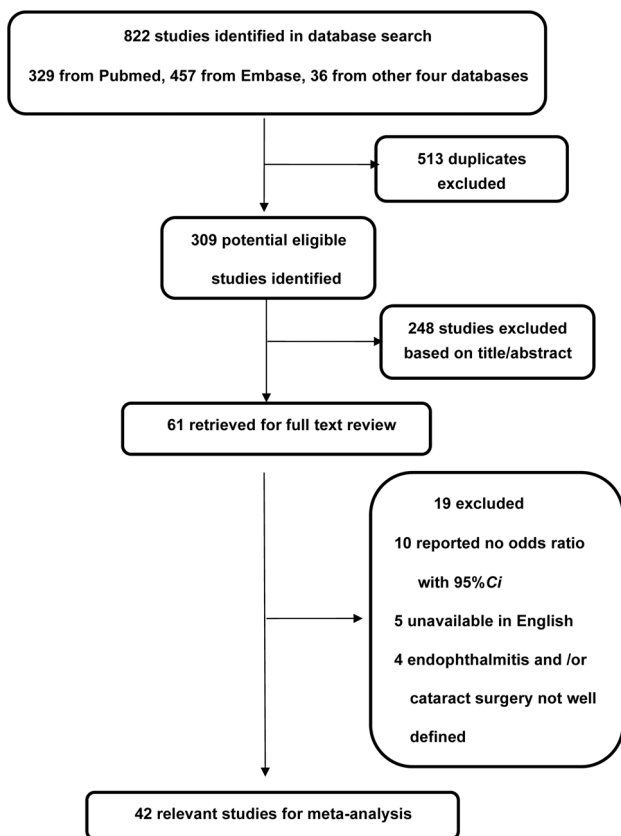 822 studies identified in database search
329 from Pubmed, 457 from Embase, 36 from other four databases
513 duplicates
excluded
309 potential eligible
studies identified
248 studies excluded
based on title/abstract
61 retrieved for full text review
19 excluded
10 reported no odds ratio
with 95%Ci
5 unavailable in English
4 endophthalmitis and /or
cataract surgery not well
defined
42 relevant studies for meta-analysis